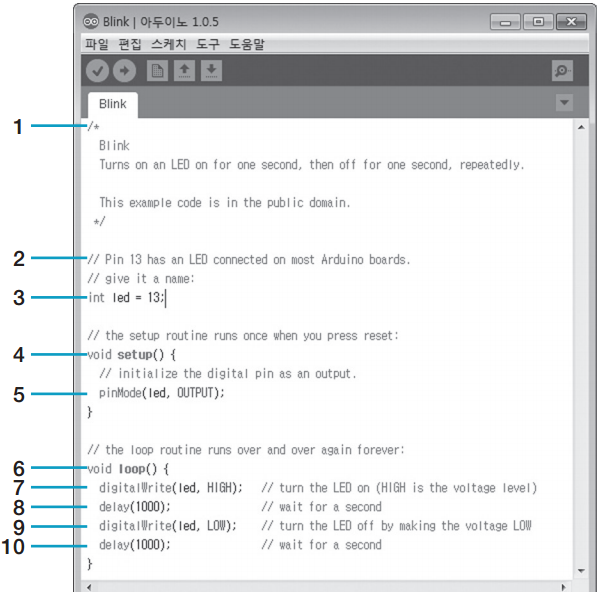 Blink | 아두이노 1.0.5
파일 편집 스케치 도구 도움말
Blink
1 /*
Blink
Turns on an LED on for one second, then off for one second, repeatedly.
This example code is in the public domain.
*/
2 // Pin 13 has an LED connected on most Arduino boards.
// give it a name:
3 int led = 13;
// the setup routine runs once when you press reset:
4 void setup() {
// initialize the digital pin as an output.
5 pinMode(led, OUTPUT);
}
// the loop routine runs over and over again forever:
6 void loop() {
7 digitalWrite(led, HIGH);   // turn the LED on (HIGH is the voltage level)
8 delay(1000);               // wait for a second
9 digitalWrite(led, LOW);    // turn the LED off by making the voltage LOW
10 delay(1000);               // wait for a second
}